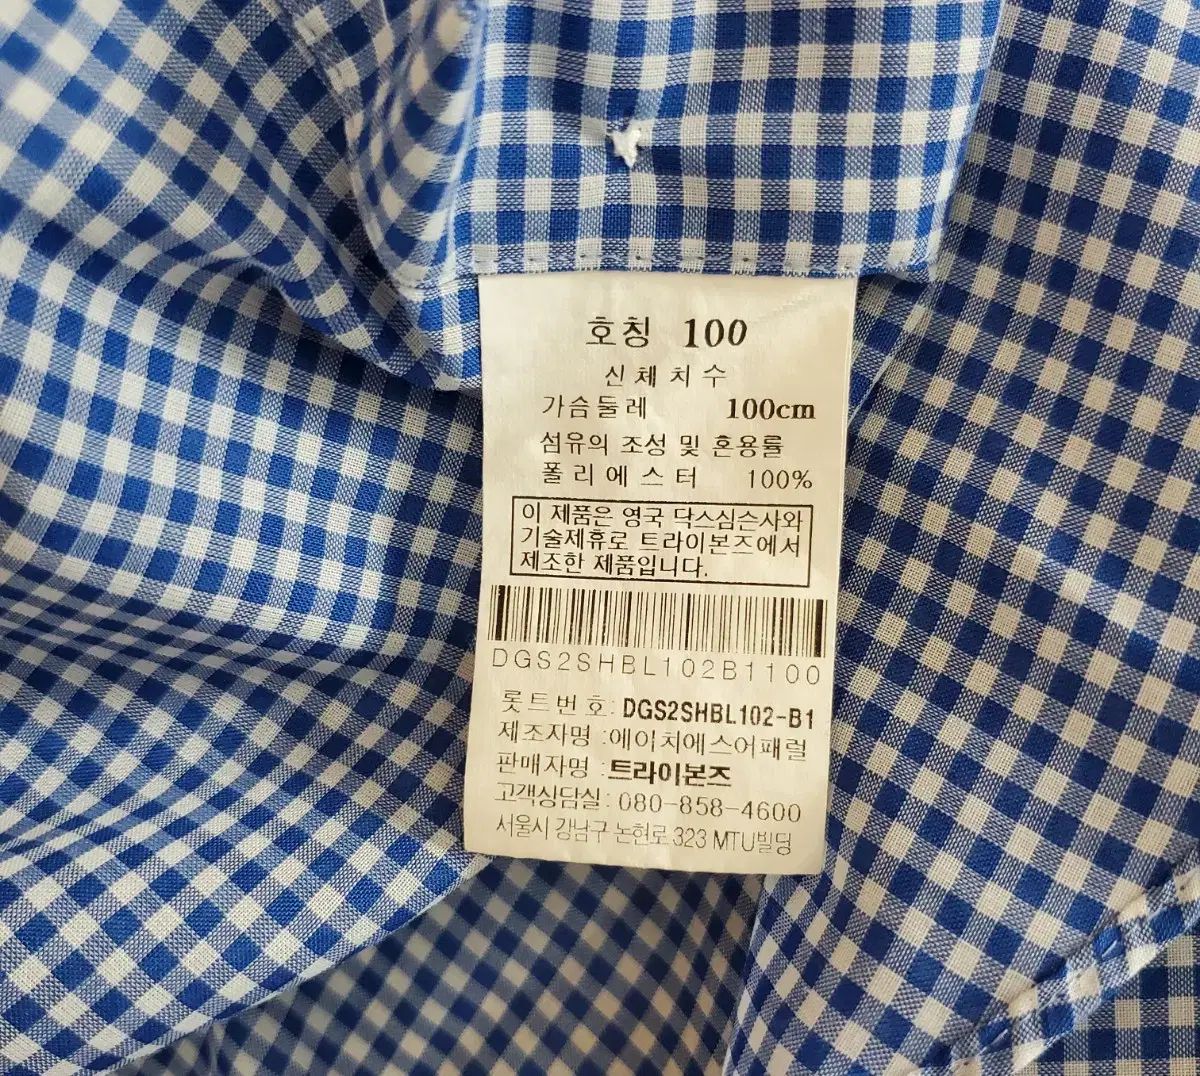 호칭 100
신체치수
가슴둘레 100cm
섬유의 조성 및 혼용률
폴리에스터 100%
이 제품은 영국 닥스심슨사와
기술제휴로 트라이본즈에서
제조한 제품입니다.
DGS2SHBL102B1100
롯트번호: DGS2SHBL102-B1
제조자명 :에이치에스어패럴
판매자명 :트라이본즈
고객상담실: 080-858-4600
서울시 강남구 논현로 323 MTU빌딩